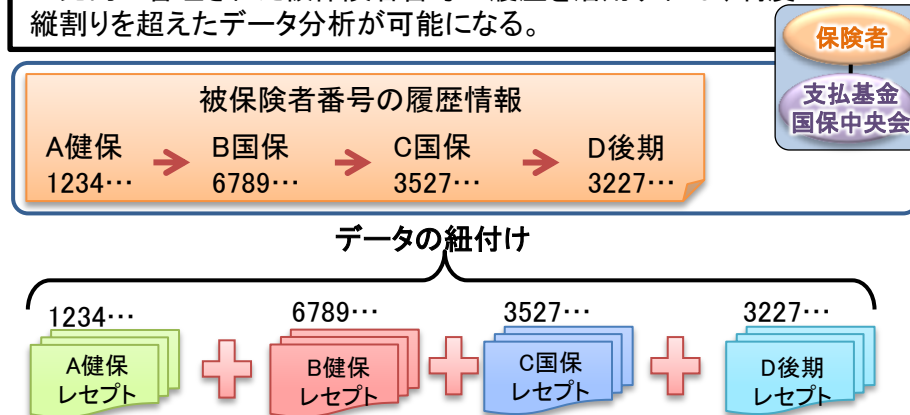 縦割りを超えたデータ分析が可能になる。
保険者
支払基金
国保中央会
被保険者番号の履歴情報
A健保 B国保 C国保 D後期
1234… 6789… 3527… 3227…
データの紐付け
1234… 6789… 3527… 3227…
A健保 B健保 C国保 D後期
レセプト レセプト レセプト レセプト